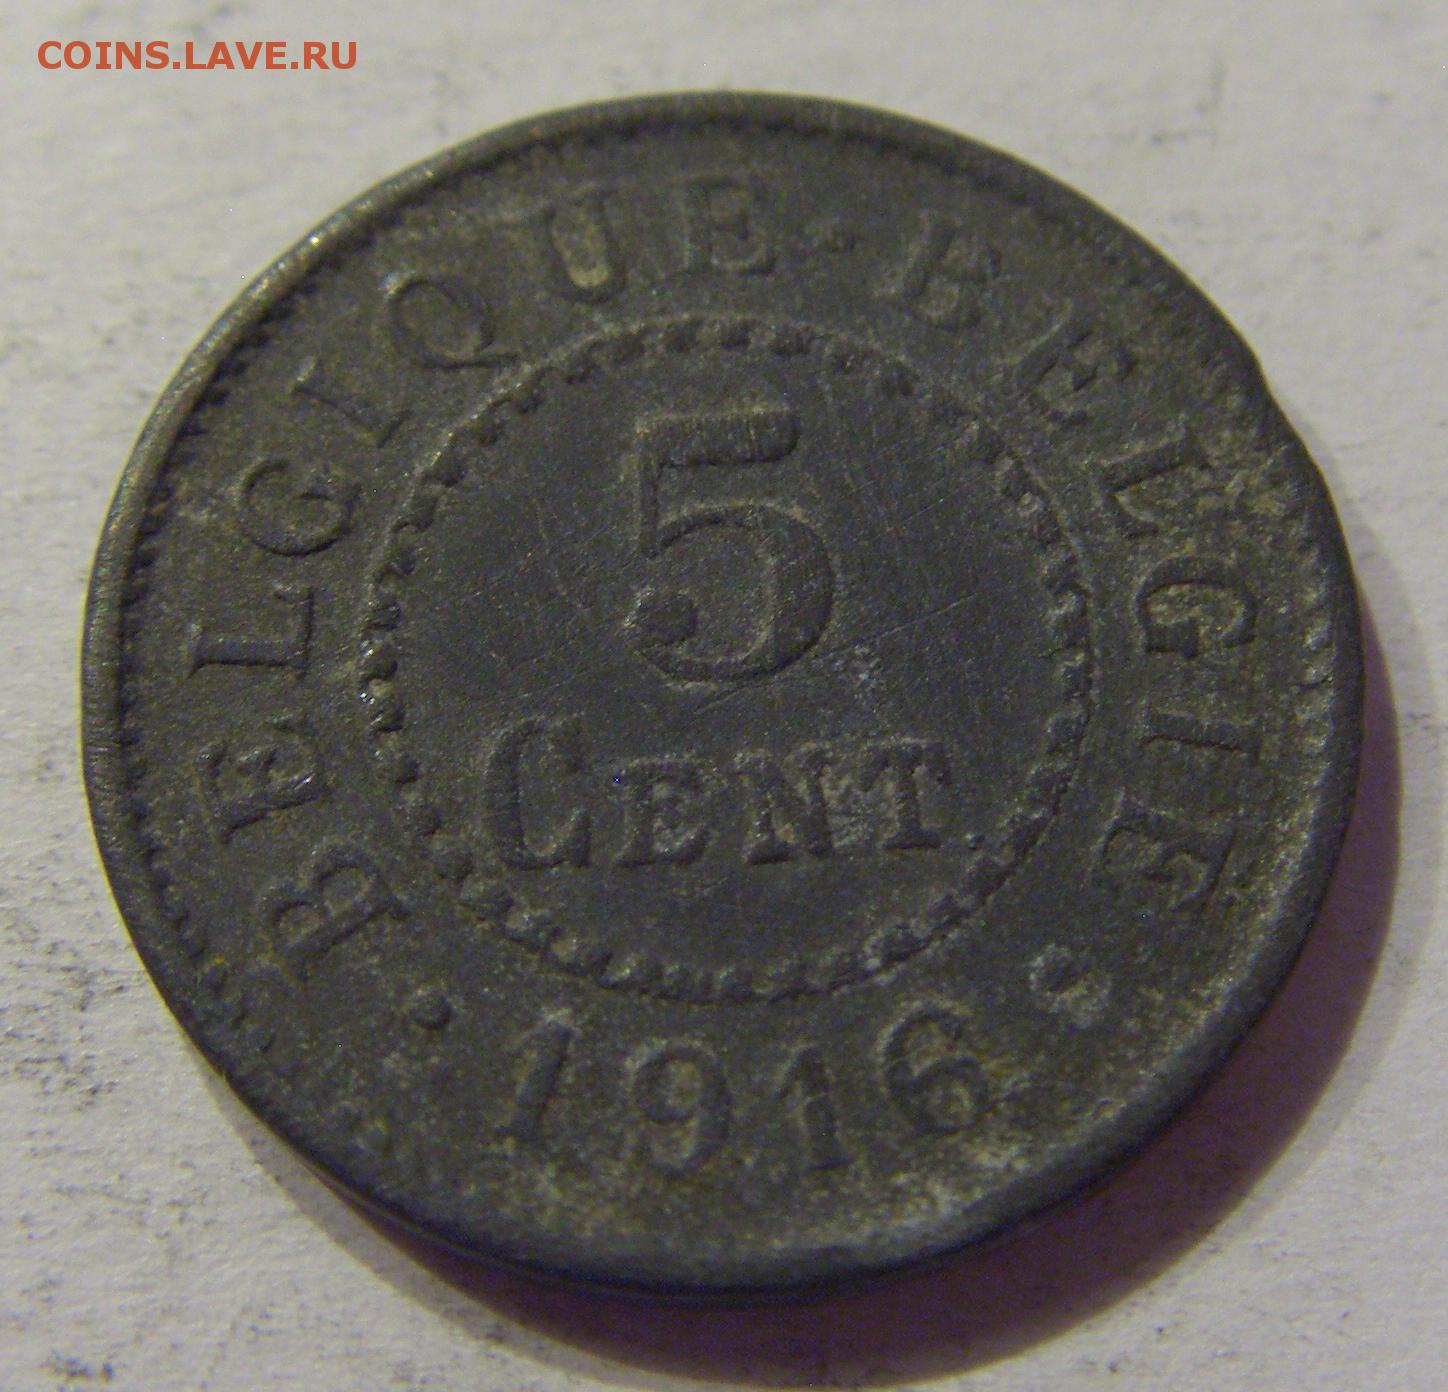 COINS.LAVE.RU
BELGIQUE · BELGIE
5
CENT.
· 1916 ·